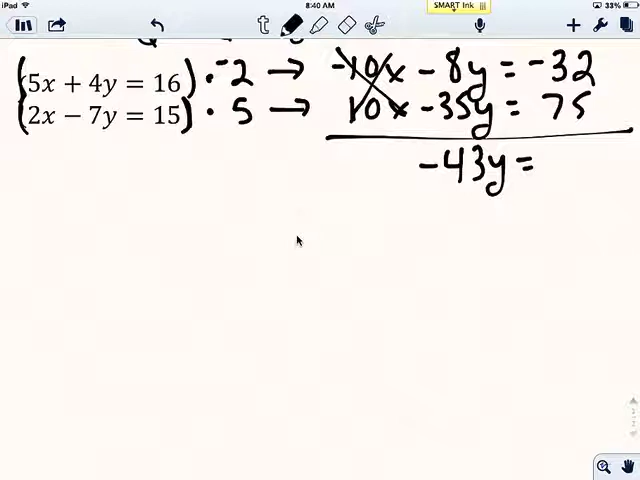 iPad 8:40 AM SMART Ink 33%
t
(5x + 4y = 16) · -2 → -10x - 8y = -32
(2x − 7y = 15) · 5 → 10x - 35y = 75
-43y =